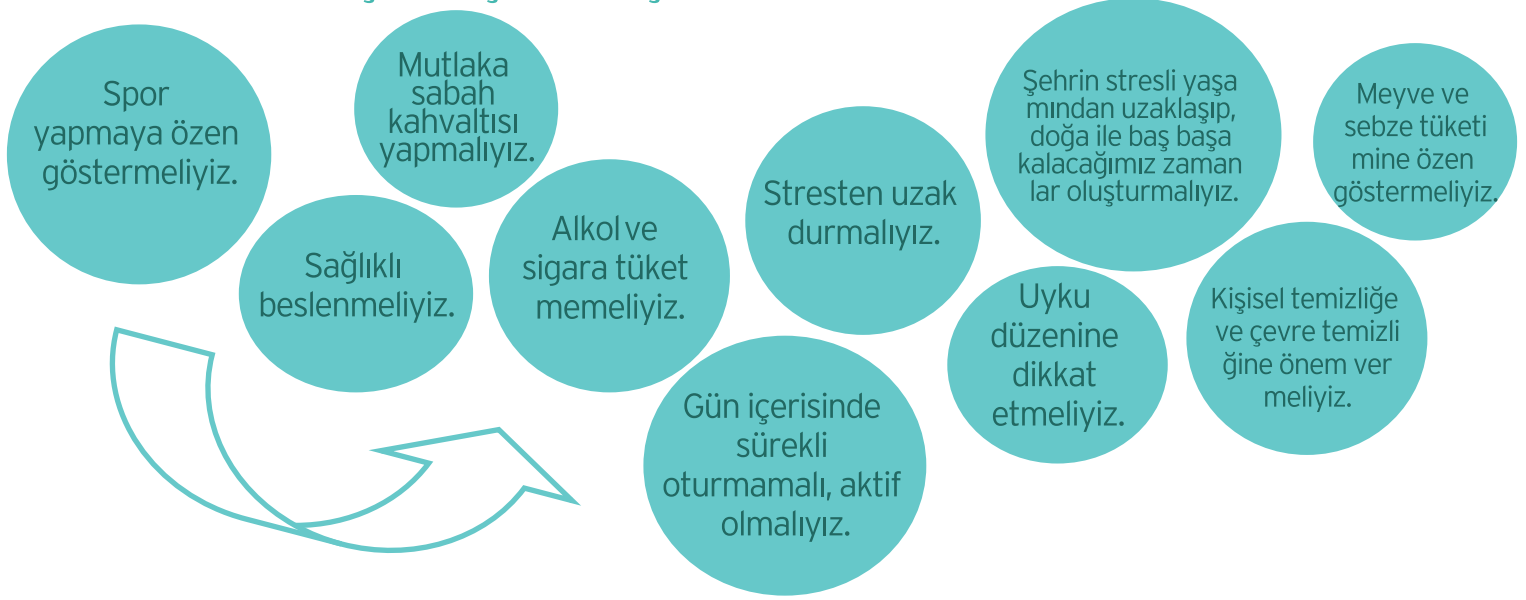 Spor
yapmaya özen
göstermeliyiz.
Mutlaka
sabah
kahvaltısı
yapmalıyız.
Sağlıklı
beslenmeliyiz.
Alkol ve
sigara tüket
memeliyiz.
Stresten uzak
durmalıyız.
Gün içerisinde
sürekli
oturmamalı, aktif
olmalıyız.
Şehrin stresli yaşa
mından uzaklaşıp,
doğa ile baş başa
kalacağımız zaman
lar oluşturmalıyız.
Uyku
düzenine
dikkat
etmeliyiz.
Meyve ve
sebze tüketi
mine özen
göstermeliyiz.
Kişisel temizliğe
ve çevre temizli
ğine önem ver
meliyiz.